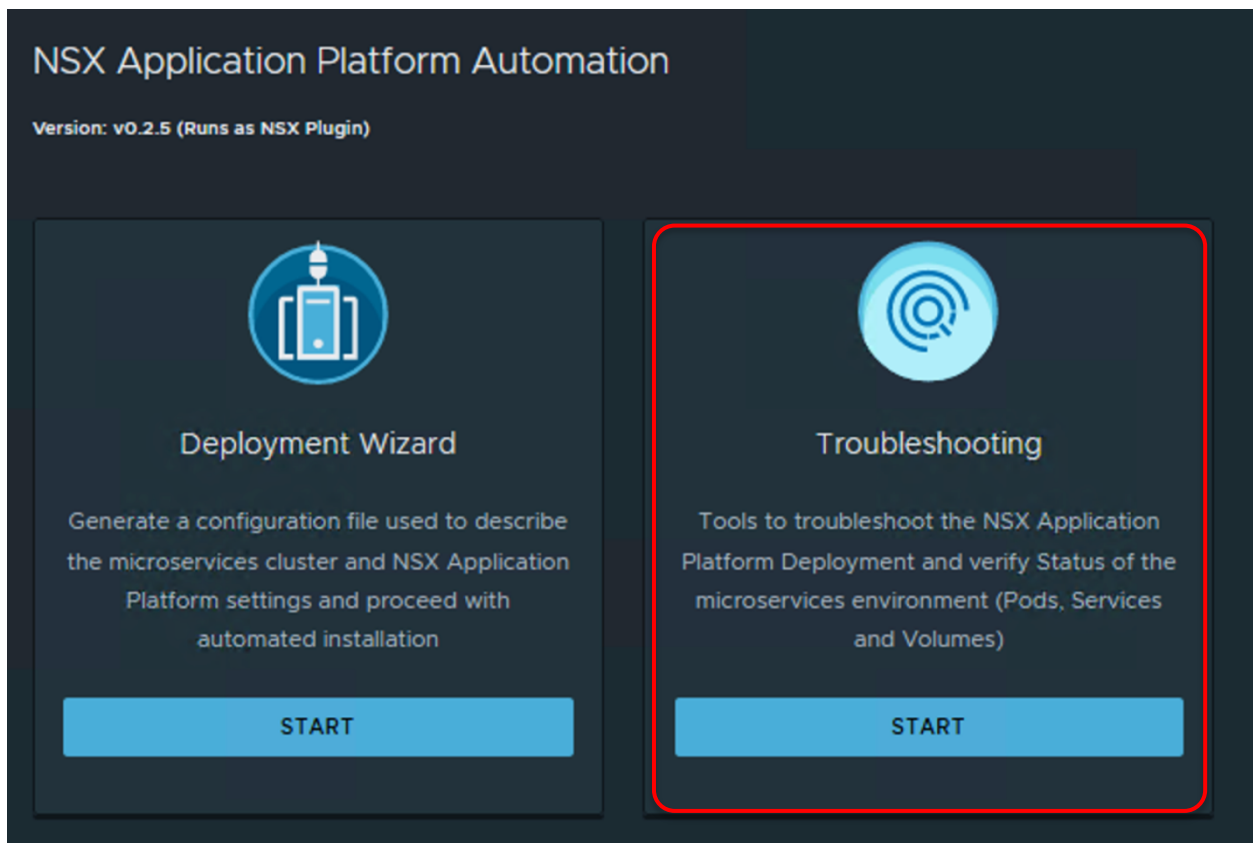 NSX Application Platform Automation
Version: v0.2.5 (Runs as NSX Plugin)
Deployment Wizard
Generate a configuration file used to describe
the microservices cluster and NSX Application
Platform settings and proceed with
automated installation
START
Troubleshooting
Tools to troubleshoot the NSX Application
Platform Deployment and verify Status of the
microservices environment (Pods, Services
and Volumes)
START